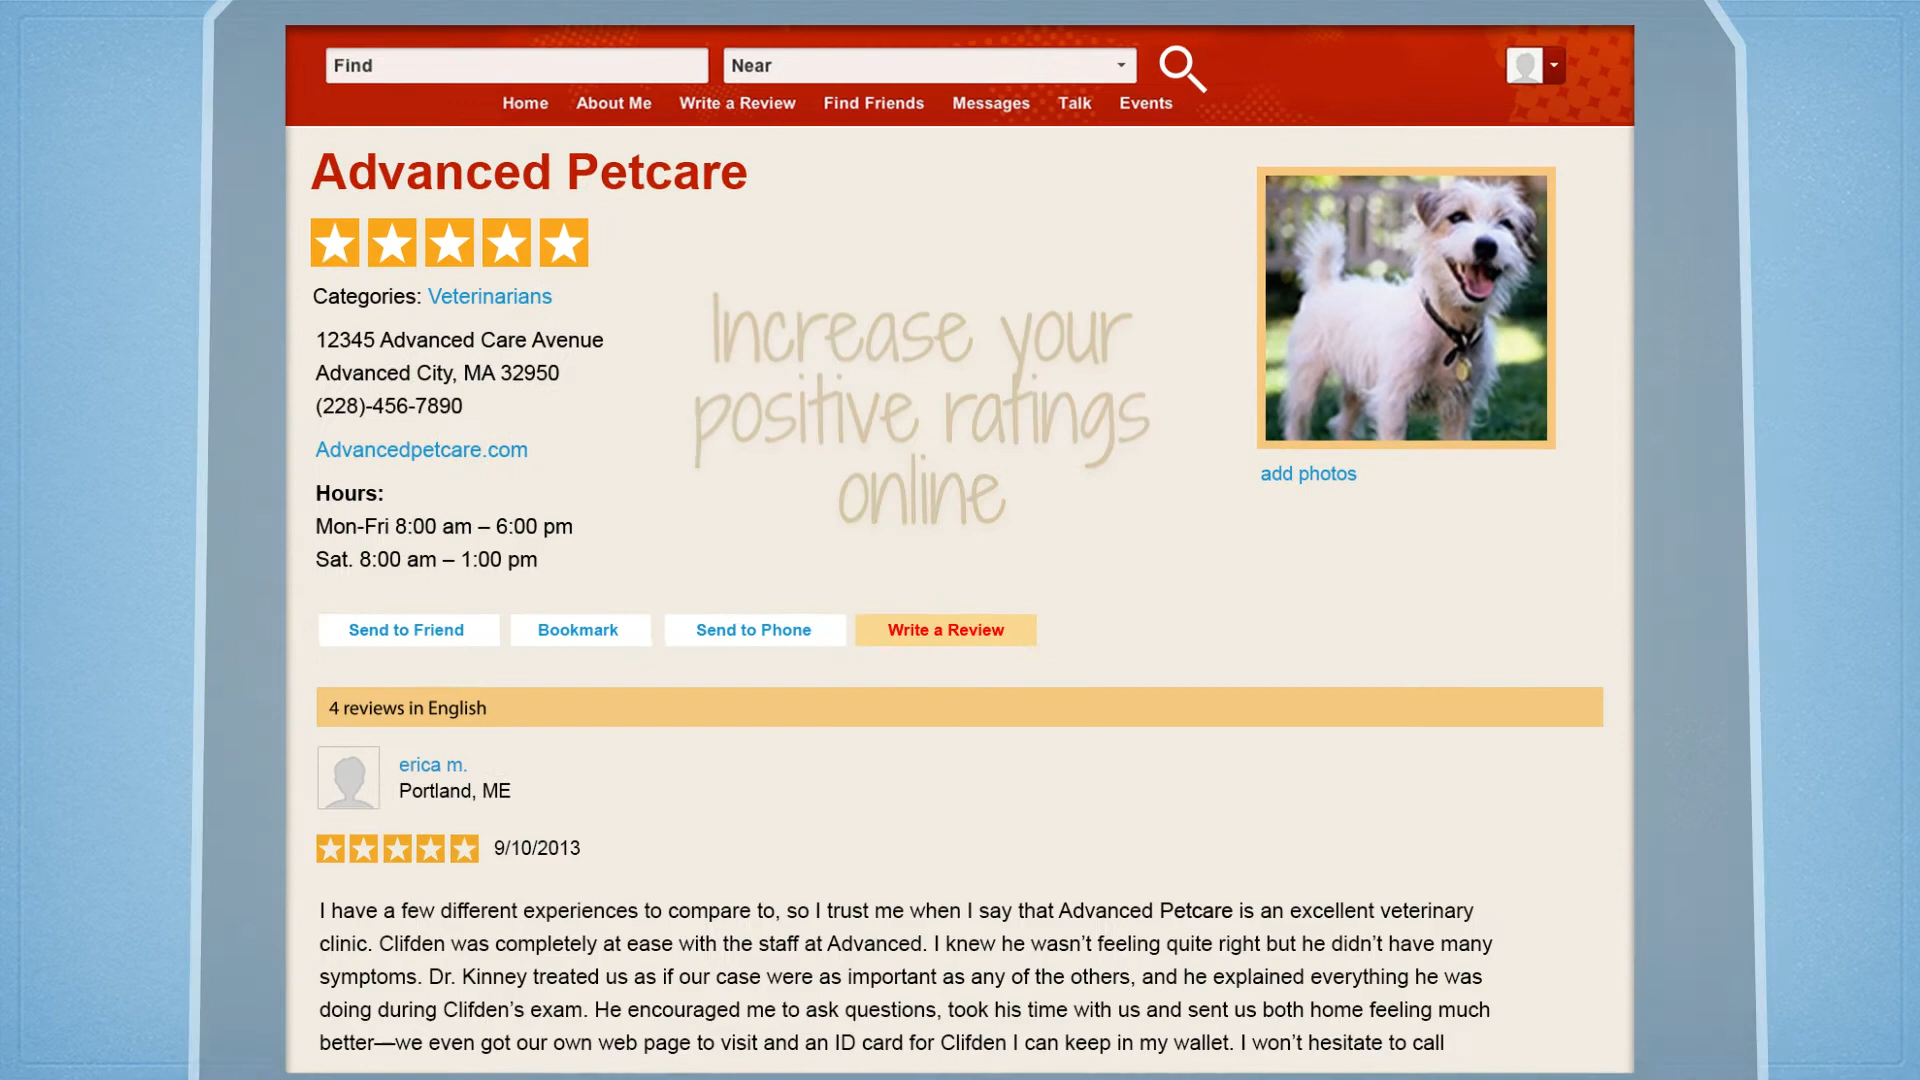 Find
Near
Home About Me Write a Review Find Friends Messages Talk Events
Advanced Petcare
Categories: Veterinarians
12345 Advanced Care Avenue
Advanced City, MA 32950
(228)-456-7890
Advancedpetcare.com
Hours:
Mon-Fri 8:00 am – 6:00 pm
Sat. 8:00 am – 1:00 pm
Increase your
positive ratings
online
add photos
Send to Friend Bookmark Send to Phone Write a Review
4 reviews in English
erica m.
Portland, ME
9/10/2013
I have a few different experiences to compare to, so I trust me when I say that Advanced Petcare is an excellent veterinary
clinic. Clifden was completely at ease with the staff at Advanced. I knew he wasn’t feeling quite right but he didn’t have many
symptoms. Dr. Kinney treated us as if our case were as important as any of the others, and he explained everything he was
doing during Clifden’s exam. He encouraged me to ask questions, took his time with us and sent us both home feeling much
better—we even got our own web page to visit and an ID card for Clifden I can keep in my wallet. I won’t hesitate to call